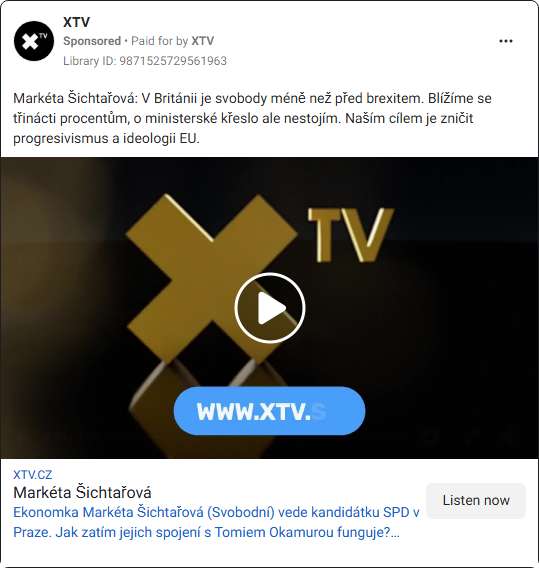 XTV
Sponsored • Paid for by XTV
Library ID: 9871525729561963
Markéta Šichtařová: V Británii je svobody méně než před brexitem. Blížíme se
třinácti procentům, o ministerské křeslo ale nestojím. Naším cílem je zničit
progresivismus a ideologii EU.
XTV
WWW.XTV.S
XTV.CZ
Markéta Šichtařová
Ekonomka Markéta Šichtařová (Svobodní) vede kandidátku SPD v
Praze. Jak zatím jejich spojení s Tomiem Okamurou funguje?...
Listen now